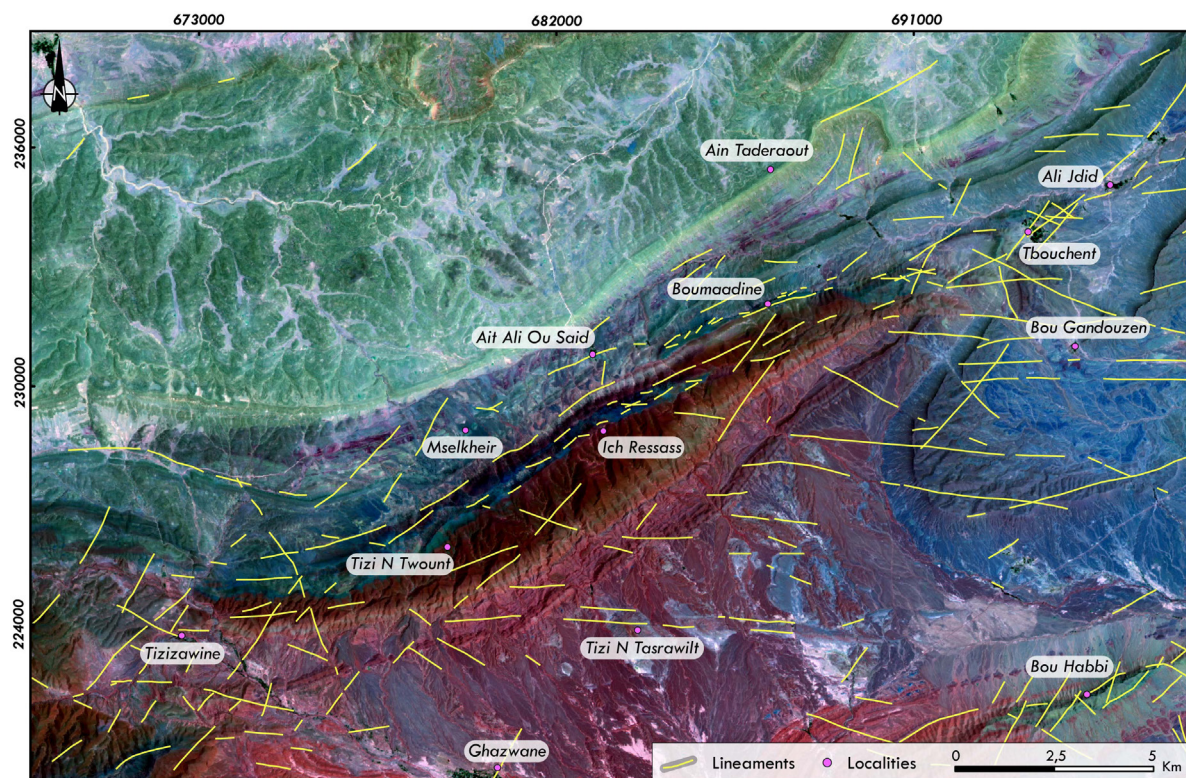 673000
682000
691000
N
236000
Ain Taderaout
Ali Jdid
Tbouchent
Boumaadine
Bou Gandouzen
Ait Ali Ou Said
230000
Mselkheir
Ich Ressass
Tizi N Twount
224000
Tizizawine
Tizi N Tasrawilt
Bou Habbi
Ghazwane
Lineaments
Localities
0 2,5 5
Km